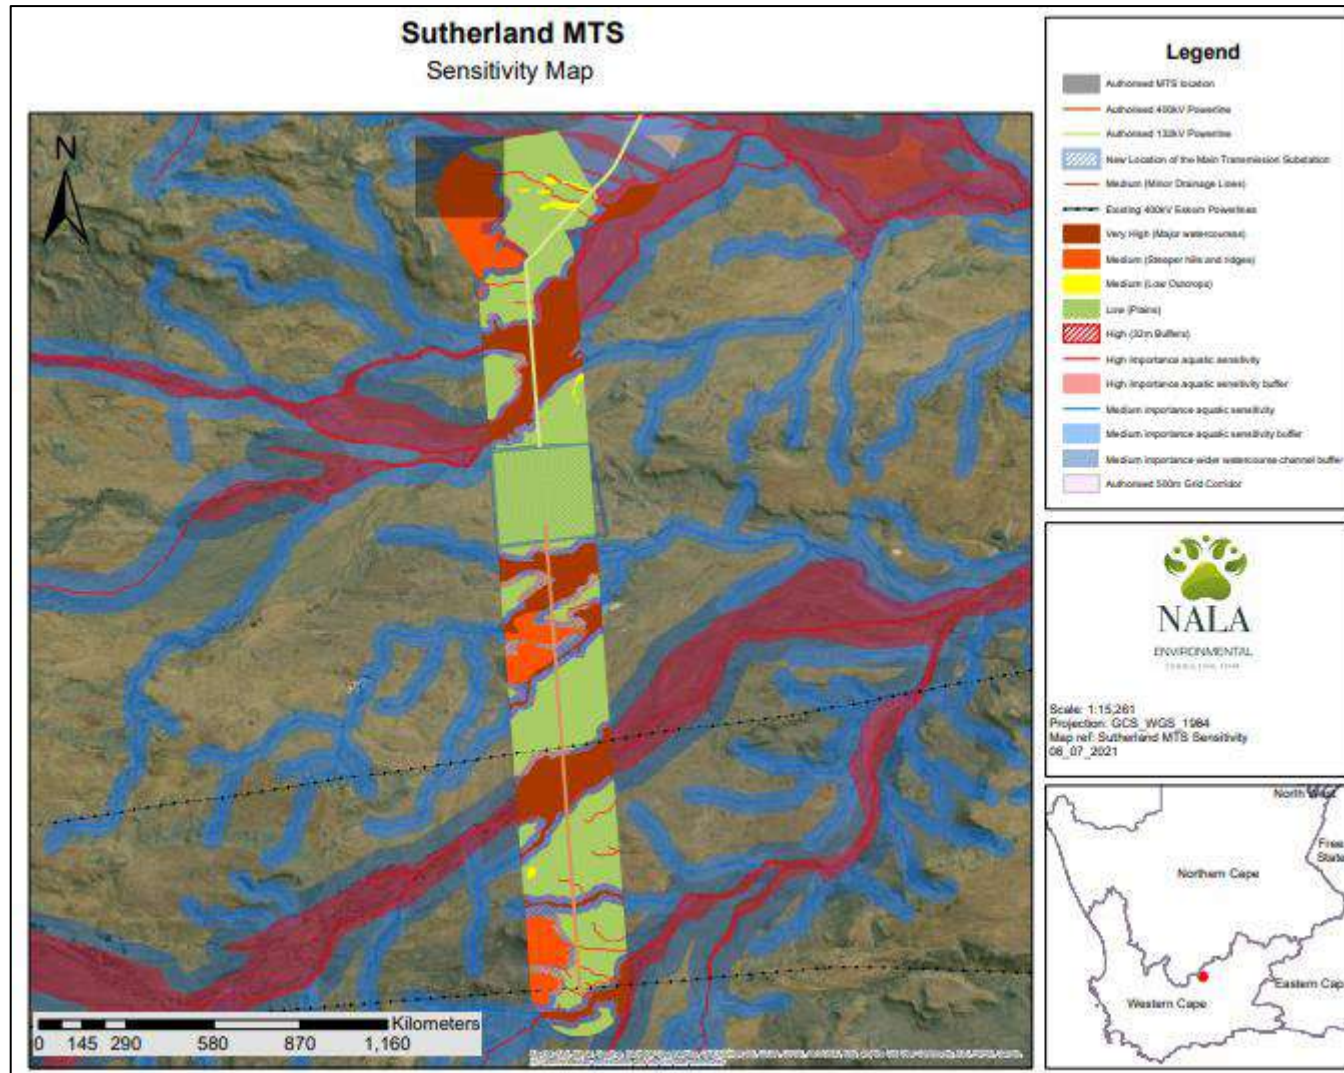 Sutherland MTS
Sensitivity Map
N
Kilometers
0 145 290 580 870 1,160
Legend
Authorised MTS location
Authorised 400kV Powerline
Authorised 132kV Powerline
New Location of the Main Transmission Substation
Medium (Minor Drainage Lines)
Existing 400kV Eskom Powerlines
Very High (Major watercourses)
Medium (Steeper hills and ridges)
Medium (Low Outcrops)
Low (Plains)
High (32m Buffers)
High importance aquatic sensitivity
High importance aquatic sensitivity buffer
Medium importance aquatic sensitivity
Medium importance aquatic sensitivity buffer
Medium importance wider watercourse channel buffer
Authorised 500m Grid Corridor
NALA
ENVIRONMENTAL
Scale: 1:15,261
Projection: GCS_WGS_1984
Map ref: Sutherland MTS Sensitivity
06_07_2021
North West
Free
State
Northern Cape
Eastern Cap
Western Cape